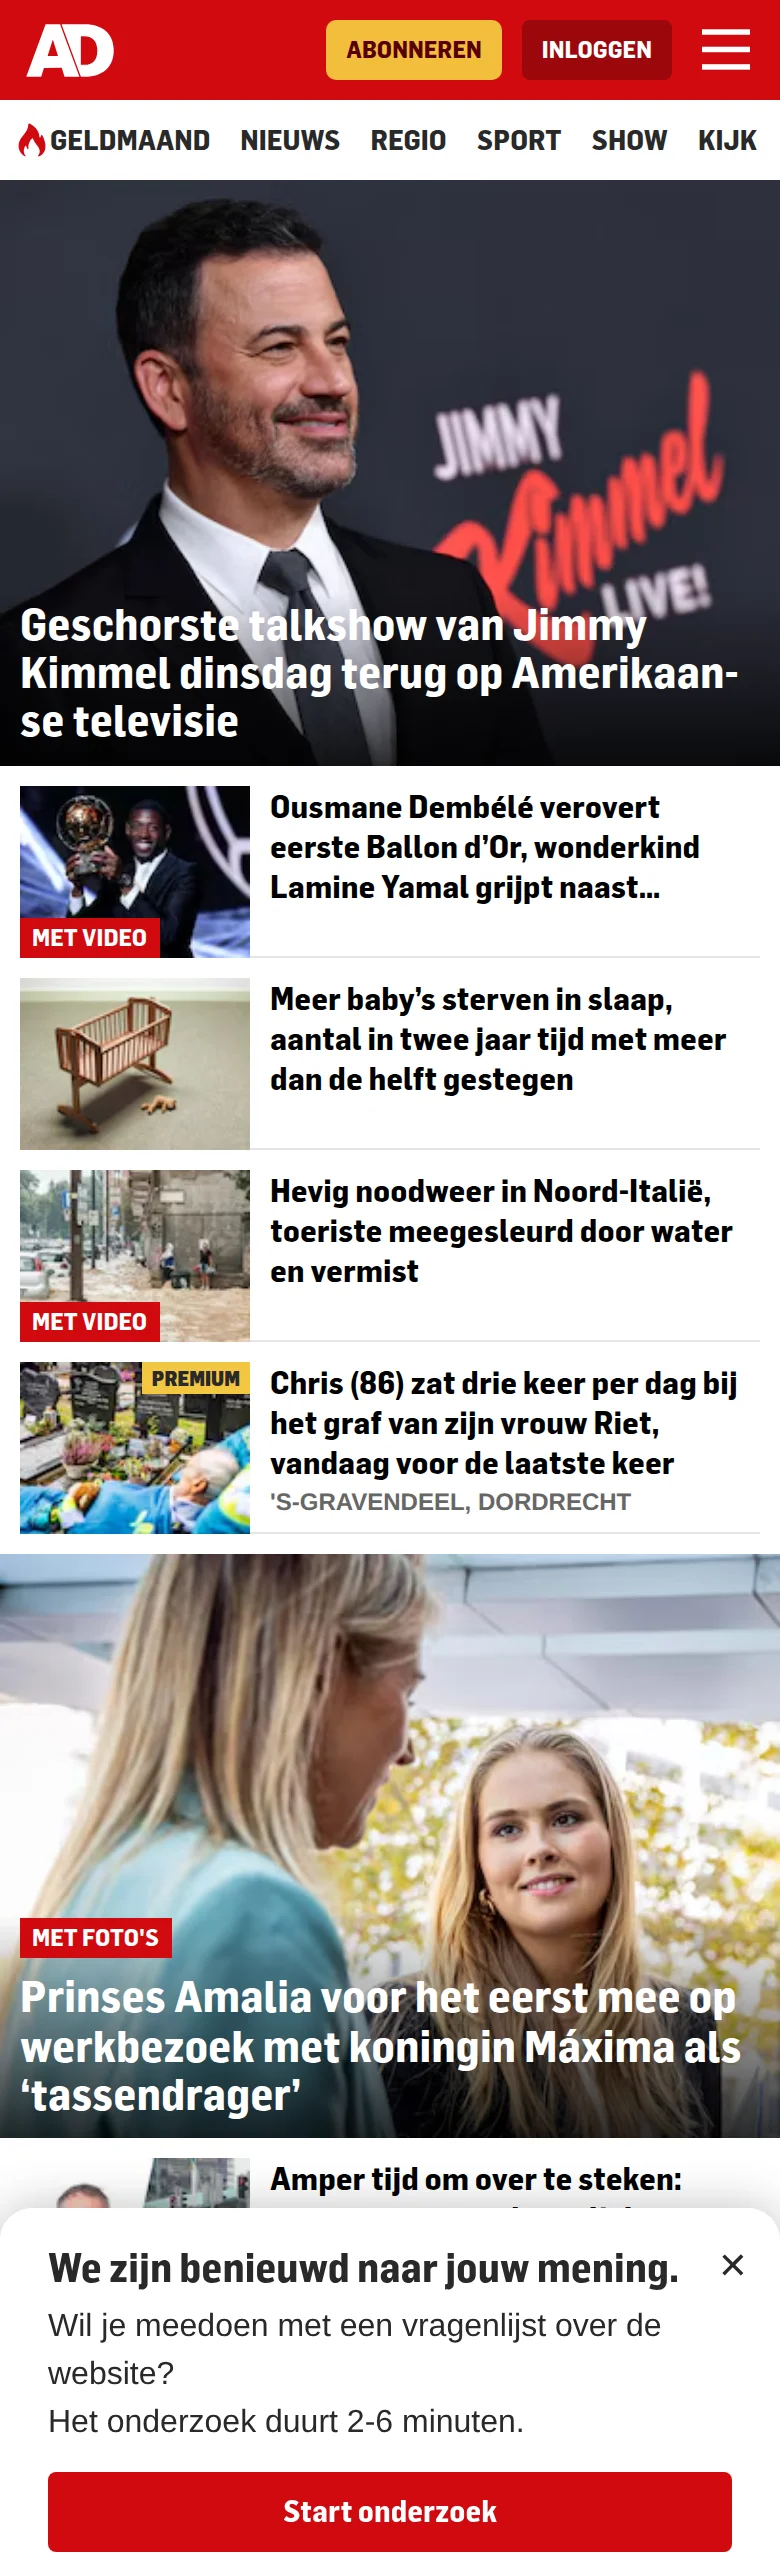 AD
ABONNEREN
INLOGGEN
GELDMAAND NIEUWS REGIO SPORT SHOW KIJK
JIMMY
Kimmel
LIVE!
Geschorste talkshow van Jimmy
Kimmel dinsdag terug op Amerikaan-
se televisie
Ousmane Dembélé verovert
eerste Ballon d’Or, wonderkind
Lamine Yamal grijpt naast...
MET VIDEO
Meer baby’s sterven in slaap,
aantal in twee jaar tijd met meer
dan de helft gestegen
Hevig noodweer in Noord-Italië,
toeriste meegesleurd door water
en vermist
MET VIDEO
PREMIUM
Chris (86) zat drie keer per dag bij
het graf van zijn vrouw Riet,
vandaag voor de laatste keer
'S-GRAVENDEEL, DORDRECHT
MET FOTO'S
Prinses Amalia voor het eerst mee op
werkbezoek met koningin Máxima als
‘tassendrager’
Amper tijd om over te steken:
We zijn benieuwd naar jouw mening.
Wil je meedoen met een vragenlijst over de
website?
Het onderzoek duurt 2-6 minuten.
Start onderzoek